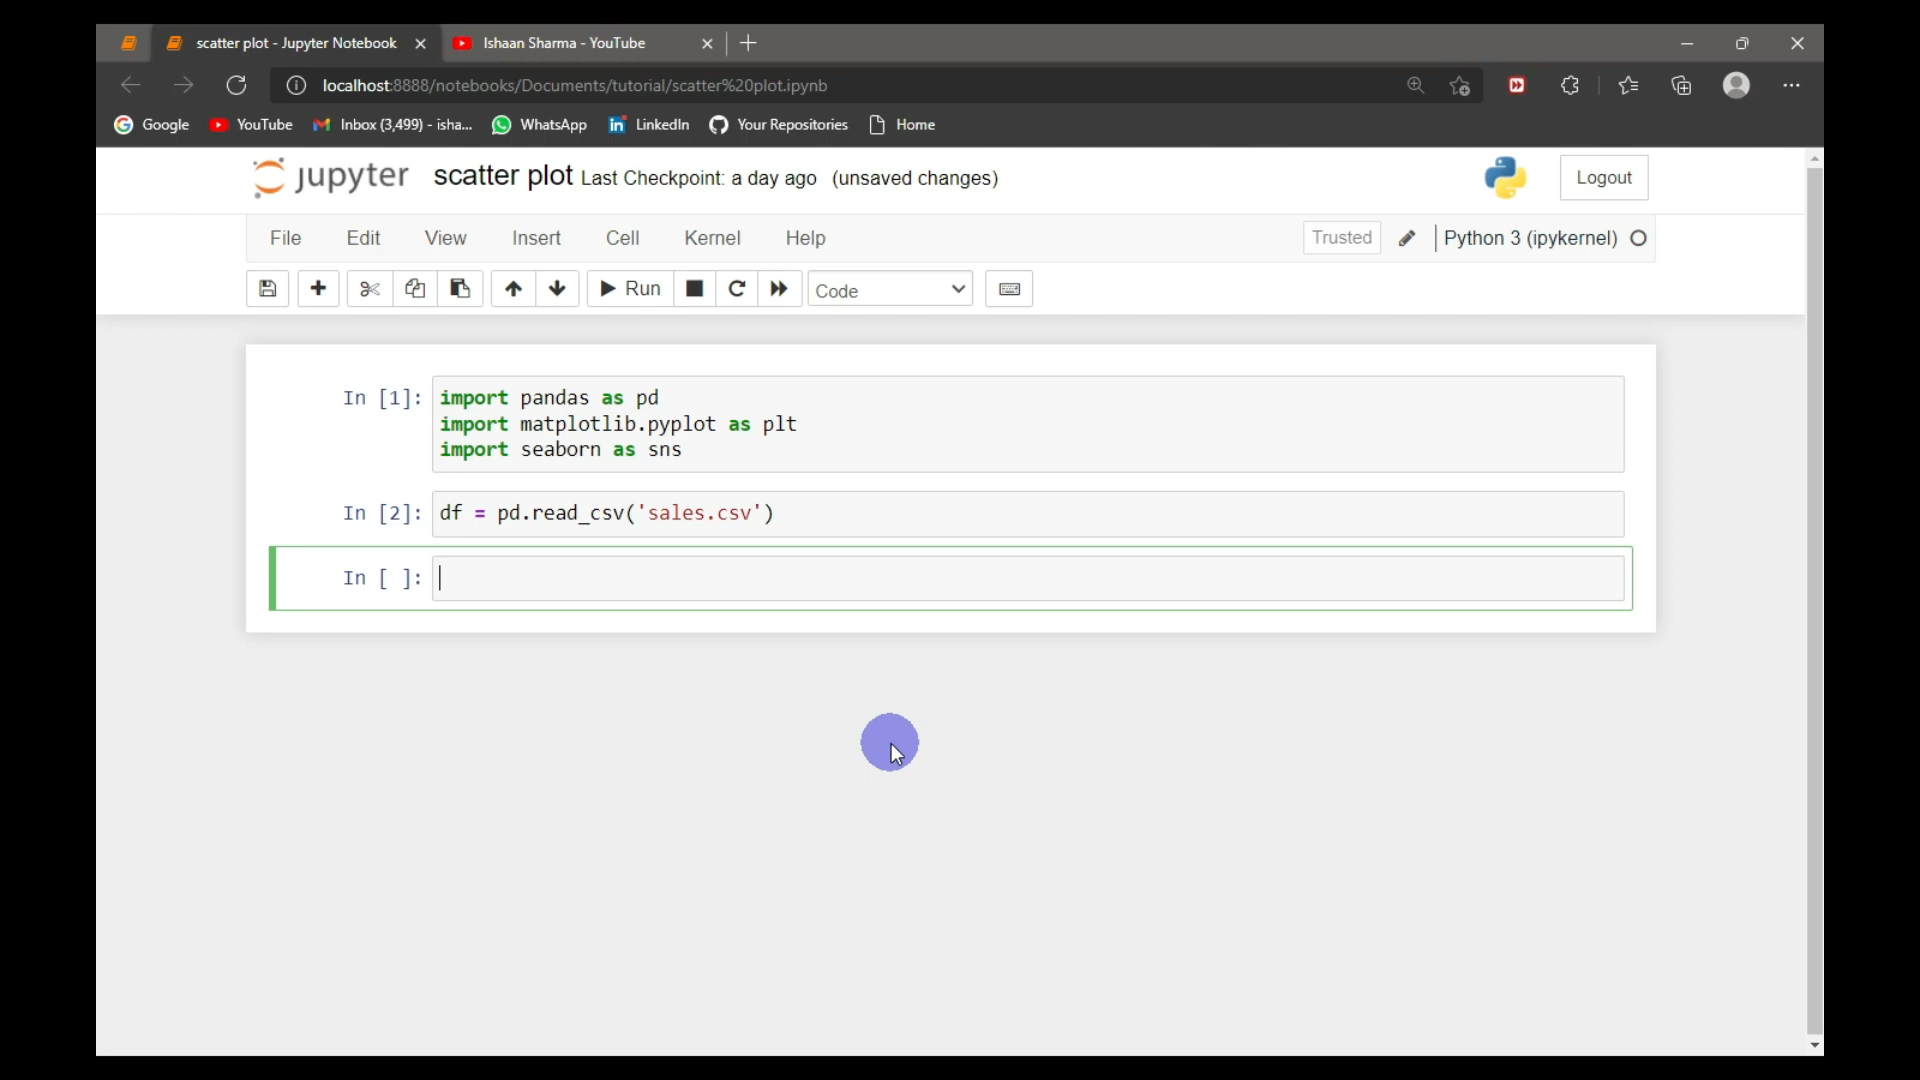 scatter plot - Jupyter Notebook
Ishaan Sharma - YouTube
localhost:8888/notebooks/Documents/tutorial/scatter%20plot.ipynb
Google YouTube Inbox (3,499) - isha... WhatsApp LinkedIn Your Repositories Home
jupyter scatter plot Last Checkpoint: a day ago (unsaved changes) Logout
File Edit View Insert Cell Kernel Help Trusted Python 3 (ipykernel)
Run Code
In [1]: import pandas as pd
import matplotlib.pyplot as plt
import seaborn as sns
In [2]: df = pd.read_csv('sales.csv')
In [ ]: